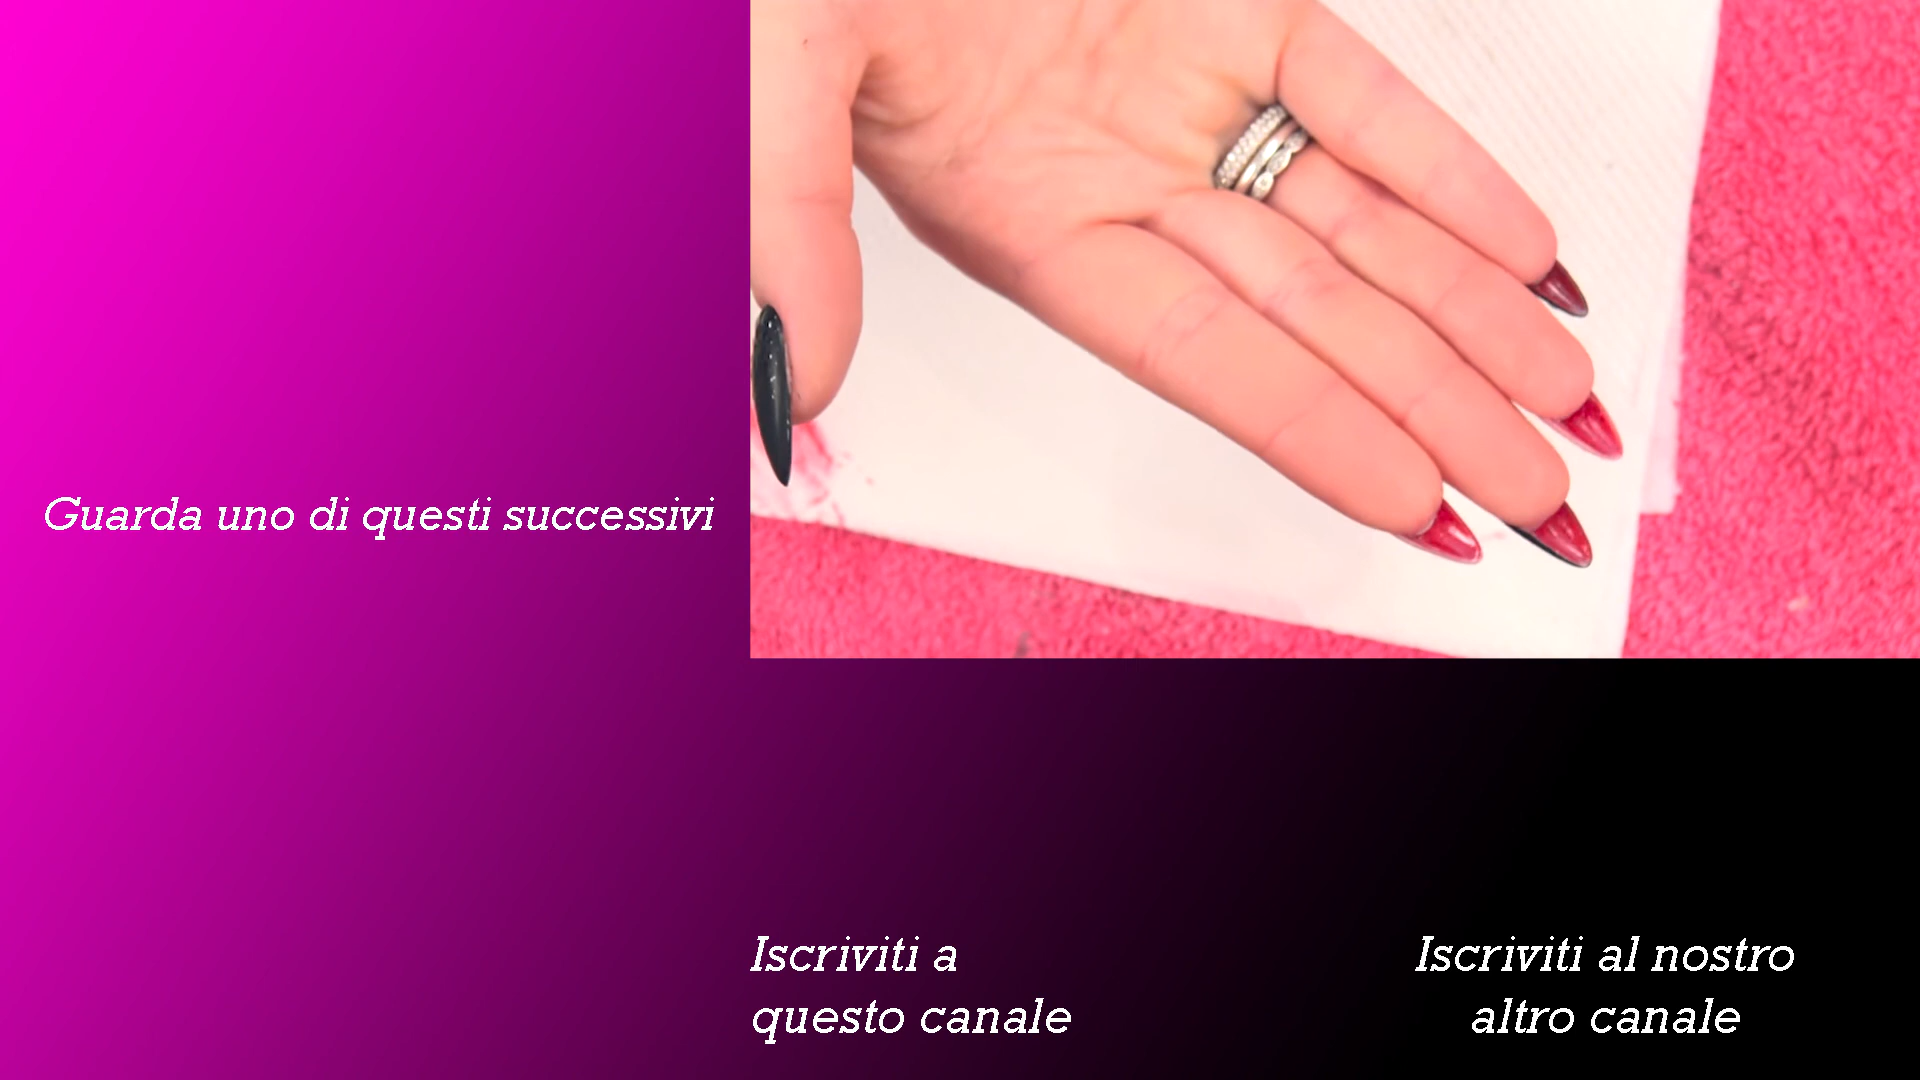 Guarda uno di questi successivi
Iscriviti a
questo canale
Iscriviti al nostro
altro canale